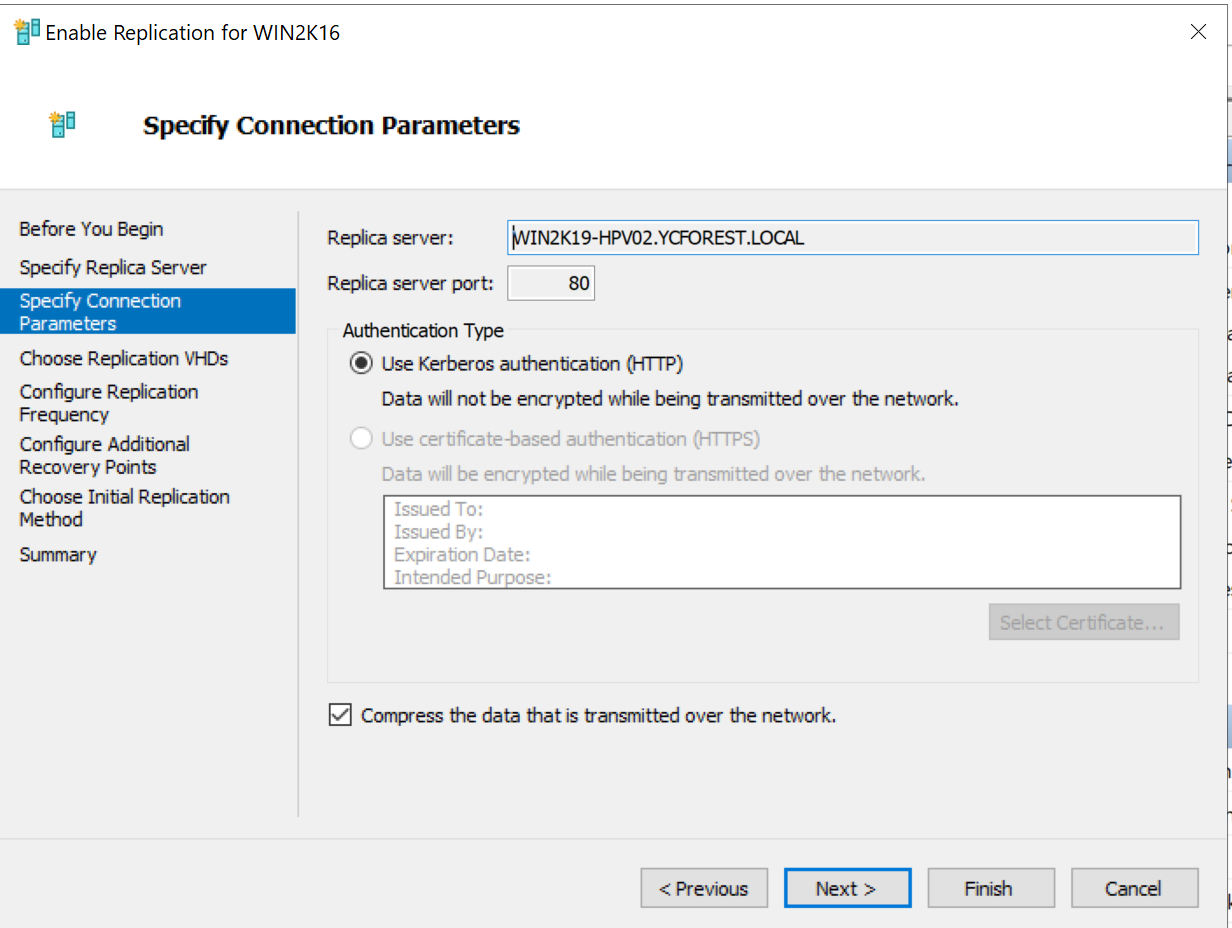 Enable Replication for WIN2K16
Specify Connection Parameters
Before You Begin
Specify Replica Server
Specify Connection
Parameters
Choose Replication VHDs
Configure Replication
Frequency
Configure Additional
Recovery Points
Choose Initial Replication
Method
Summary
Replica server: WIN2K19-HPV02.YCFOREST.LOCAL
Replica server port: 80
Authentication Type
Use Kerberos authentication (HTTP)
Data will not be encrypted while being transmitted over the network.
Use certificate-based authentication (HTTPS)
Data will be encrypted while being transmitted over the network.
Issued To:
Issued By:
Expiration Date:
Intended Purpose:
Select Certificate...
Compress the data that is transmitted over the network.
< Previous Next > Finish Cancel